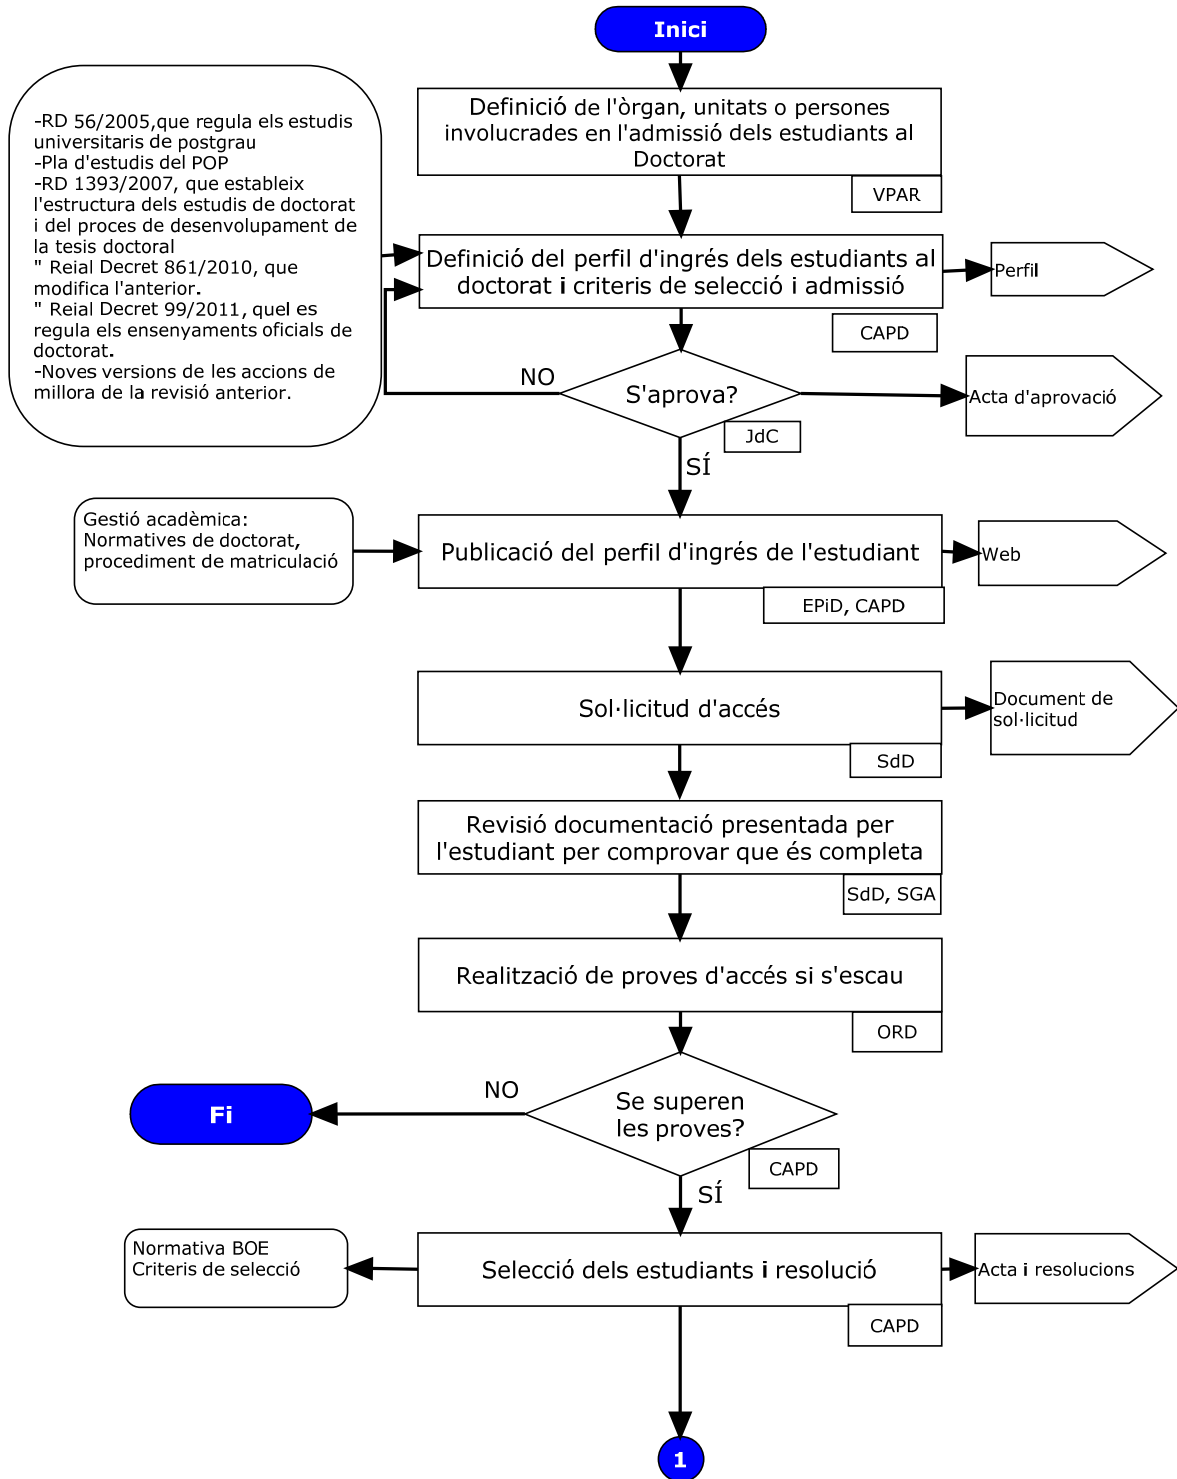 Inici
Definició de l'òrgan, unitats o persones
involucrades en l'admissió dels estudiants al
Doctorat
VPAR
-RD 56/2005,que regula els estudis
universitaris de postgrau
-Pla d'estudis del POP
-RD 1393/2007, que estableix
l'estructura dels estudis de doctorat
i del proces de desenvolupament de
la tesis doctoral
" Reial Decret 861/2010, que
modifica l'anterior.
" Reial Decret 99/2011, quel es
regula els ensenyaments oficials de
doctorat.
-Noves versions de les accions de
millora de la revisió anterior.
Definició del perfil d'ingrés dels estudiants al
doctorat i criteris de selecció i admissió
CAPD
Perfil
NO
S'aprova?
JdC
Acta d'aprovació
SÍ
Gestió acadèmica:
Normatives de doctorat,
procediment de matriculació
Publicació del perfil d'ingrés de l'estudiant
EPiD, CAPD
Web
Sol·licitud d'accés
SdD
Document de
sol·licitud
Revisió documentació presentada per
l'estudiant per comprovar que és completa
SdD, SGA
Realització de proves d'accés si s'escau
ORD
NO
Fi
Se superen
les proves?
CAPD
SÍ
Normativa BOE
Criteris de selecció
Selecció dels estudiants i resolució
CAPD
Acta i resolucions
1